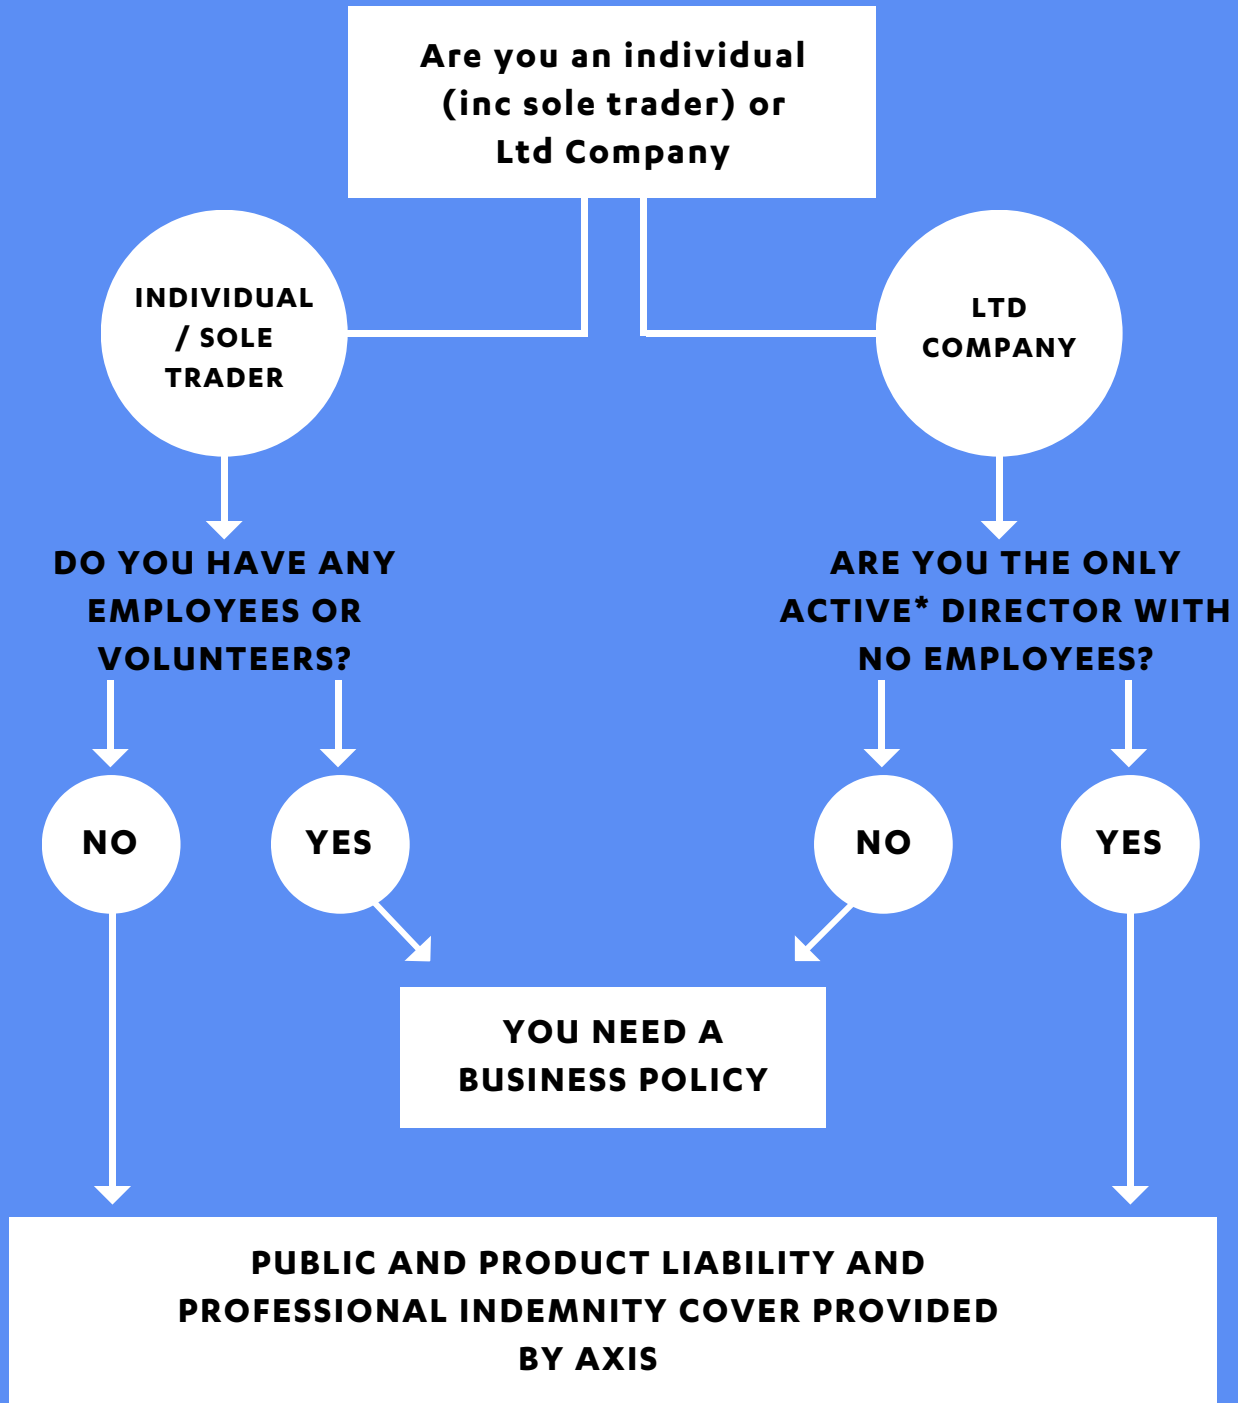 Are you an individual
(inc sole trader) or
Ltd Company
INDIVIDUAL
/ SOLE
TRADER
LTD
COMPANY
DO YOU HAVE ANY
EMPLOYEES OR
VOLUNTEERS?
ARE YOU THE ONLY
ACTIVE* DIRECTOR WITH
NO EMPLOYEES?
NO
YES
NO
YES
YOU NEED A
BUSINESS POLICY
PUBLIC AND PRODUCT LIABILITY AND
PROFESSIONAL INDEMNITY COVER PROVIDED
BY AXIS